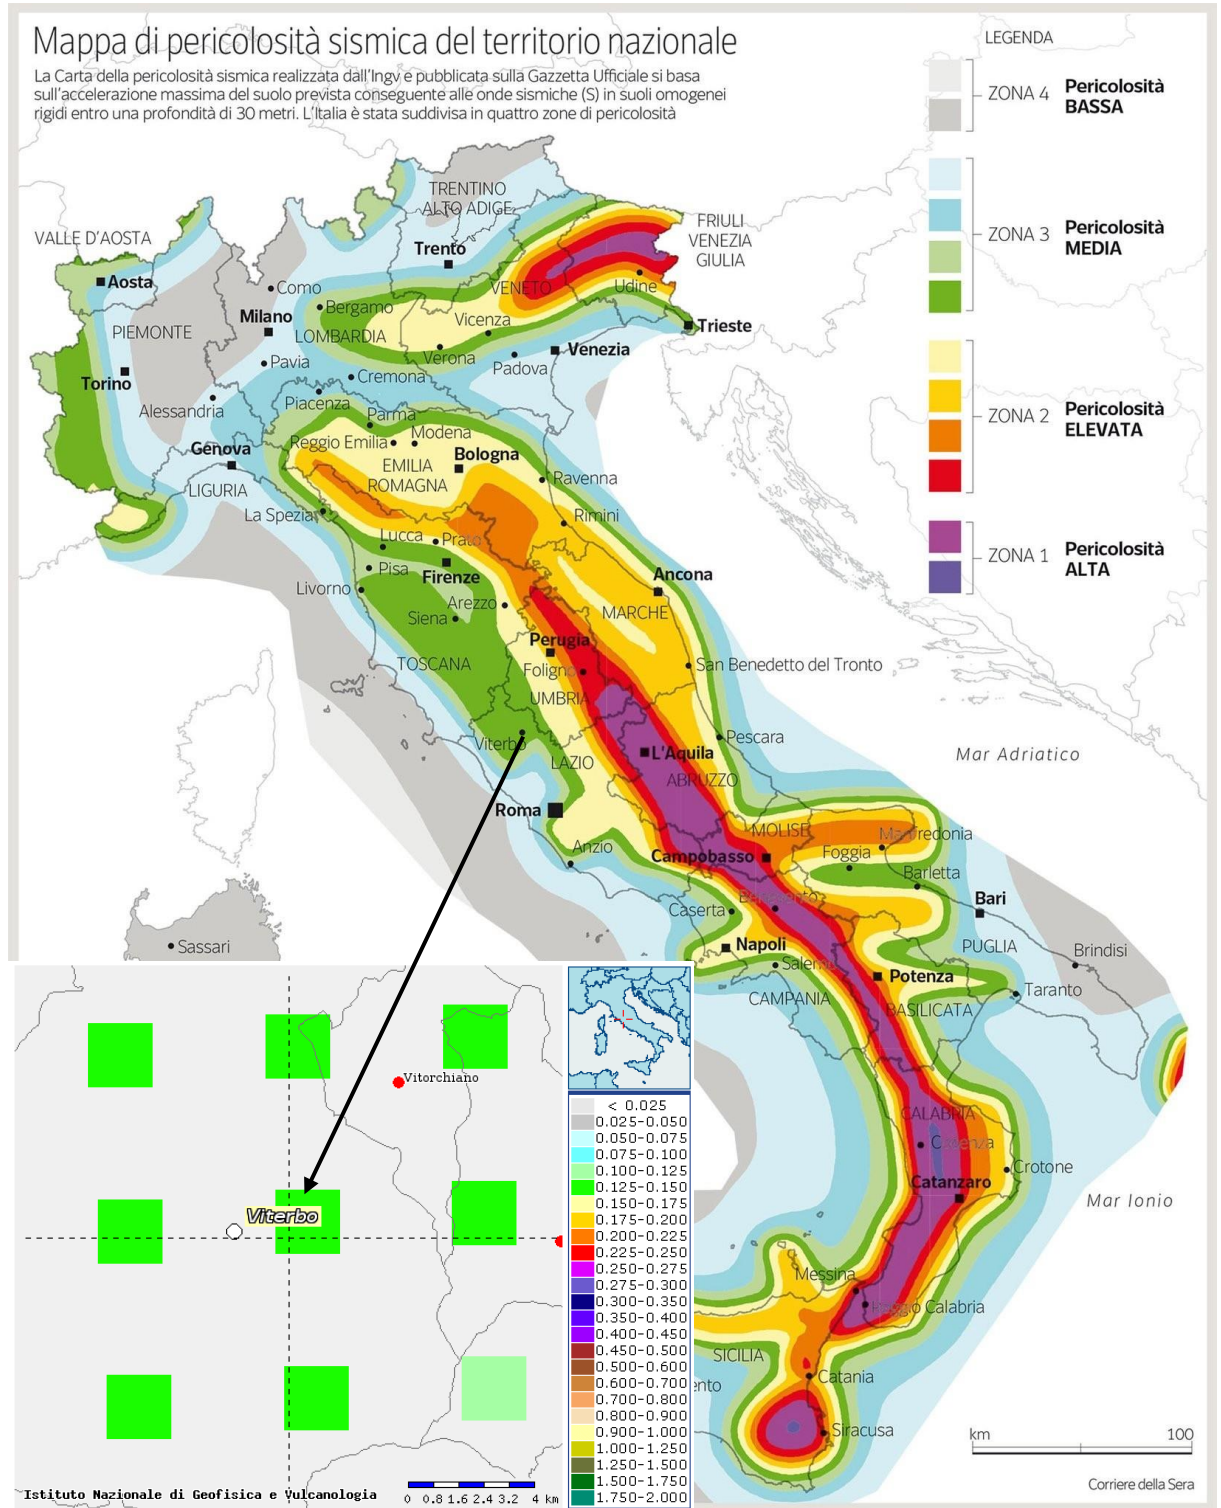 Mappa di pericolosità sismica del territorio nazionale
La Carta della pericolosità sismica realizzata dall'Ingv e pubblicata sulla Gazzetta Ufficiale si basa
sull'accelerazione massima del suolo prevista conseguente alle onde sismiche (S) in suoli omogenei
rigidi entro una profondità di 30 metri. L'Italia è stata suddivisa in quattro zone di pericolosità
LEGENDA
ZONA 4
Pericolosità
BASSA
ZONA 3
Pericolosità
MEDIA
ZONA 2
Pericolosità
ELEVATA
ZONA 1
Pericolosità
ALTA
TRENTINO
ALTO ADIGE
FRIULI
VENEZIA
GIULIA
VALLE D'AOSTA
Trento
Aosta
Como
VENETO
Udine
Bergamo
Milano
Vicenza
Trieste
PIEMONTE
LOMBARDIA
Venezia
Verona
Padova
Pavia
Torino
Cremona
Alessandria
Piacenza
Parma
Modena
Reggio Emilia
Genova
Bologna
EMILIA
ROMAGNA
Ravenna
LIGURIA
La Spezia
Rimini
Lucca
Prato
Pisa
Firenze
Ancona
Livorno
Arezzo
MARCHE
Siena
Perugia
TOSCANA
Foligno
San Benedetto del Tronto
UMBRIA
Viterbo
Pescara
L'Aquila
LAZIO
ABRUZZO
Mar Adriatico
Roma
MOLISE
Manfredonia
Anzio
Campobasso
Foggia
Barletta
Benevento
Bari
Caserta
Sassari
Napoli
PUGLIA
Brindisi
Salerno
Potenza
Taranto
CAMPANIA
BASILICATA
CALABRIA
Cosenza
Crotone
Catanzaro
Mar Ionio
Messina
Reggio Calabria
SICILIA
Catania
ento
Siracusa
km
100
Corriere della Sera
Vitorchiano
Viterbo
Istituto Nazionale di Geofisica e Vulcanologia
0 0.8 1.6 2.4 3.2 4 km
< 0.025
0.025-0.050
0.050-0.075
0.075-0.100
0.100-0.125
0.125-0.150
0.150-0.175
0.175-0.200
0.200-0.225
0.225-0.250
0.250-0.275
0.275-0.300
0.300-0.350
0.350-0.400
0.400-0.450
0.450-0.500
0.500-0.600
0.600-0.700
0.700-0.800
0.800-0.900
0.900-1.000
1.000-1.250
1.250-1.500
1.500-1.750
1.750-2.000